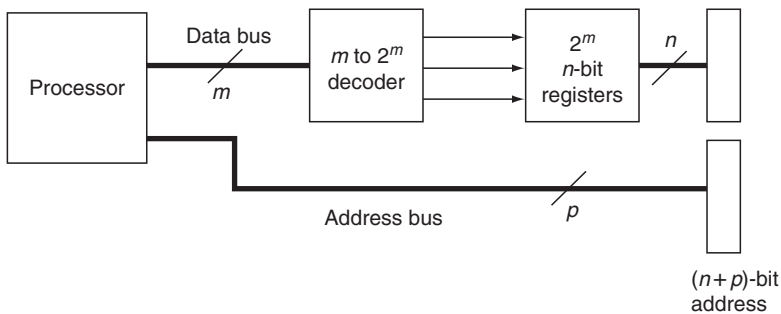 Processor
Data bus
m
m to 2^m
decoder
2^m
n-bit
registers
n
Address bus
p
(n+p)-bit
address